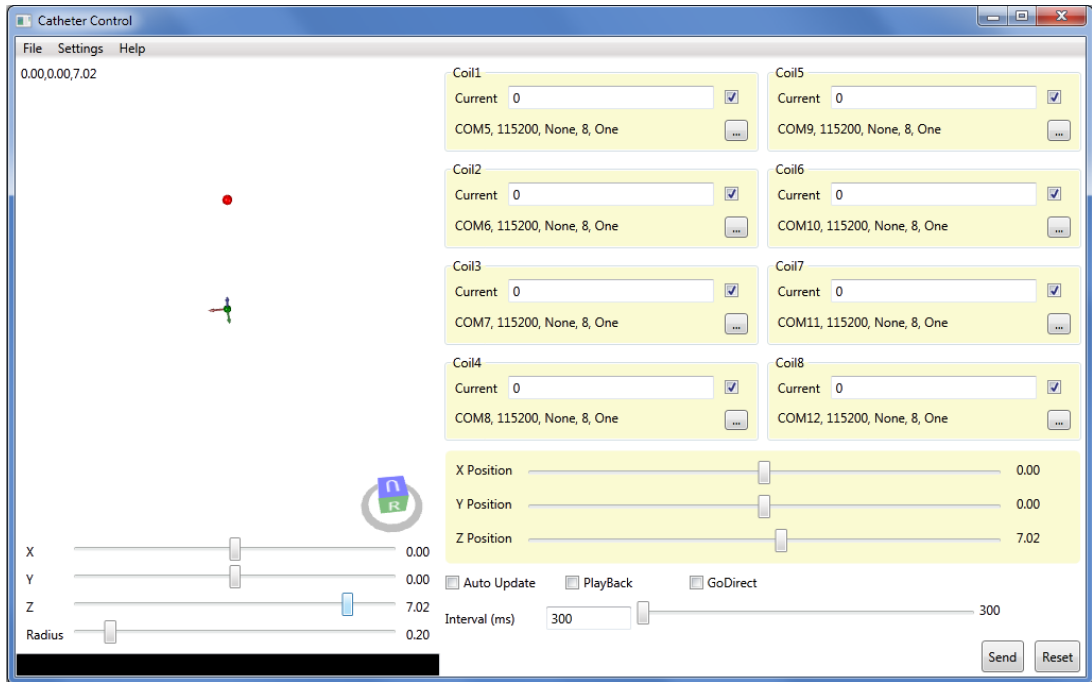 Catheter Control
File Settings Help
0.00,0.00,7.02
U
R
X 0.00
Y 0.00
Z 7.02
Radius 0.20
Coil1
Current 0
COM5, 115200, None, 8, One
...
Coil2
Current 0
COM6, 115200, None, 8, One
...
Coil3
Current 0
COM7, 115200, None, 8, One
...
Coil4
Current 0
COM8, 115200, None, 8, One
...
Coil5
Current 0
COM9, 115200, None, 8, One
...
Coil6
Current 0
COM10, 115200, None, 8, One
...
Coil7
Current 0
COM11, 115200, None, 8, One
...
Coil8
Current 0
COM12, 115200, None, 8, One
...
X Position 0.00
Y Position 0.00
Z Position 7.02
Auto Update PlayBack GoDirect
Interval (ms) 300 300
Send Reset